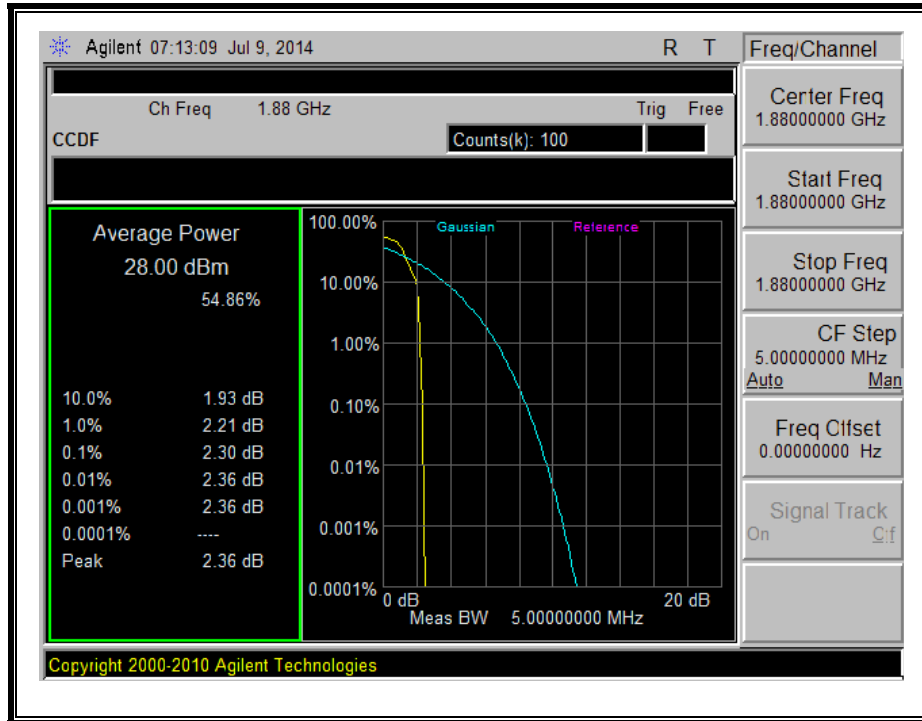 Agilent 07:13:09 Jul 9, 2014 R T
Freq/Channel
Ch Freq 1.88 GHz Trig Free
CCDF Counts(k): 100
Average Power
28.00 dBm
54.86%
10.0% 1.93 dB
1.0% 2.21 dB
0.1% 2.30 dB
0.01% 2.36 dB
0.001% 2.36 dB
0.0001% ----
Peak 2.36 dB
Gaussian Reference
100.00%
10.00%
1.00%
0.10%
0.01%
0.001%
0.0001%
0 dB 20 dB
Meas BW 5.00000000 MHz
Center Freq
1.88000000 GHz
Start Freq
1.88000000 GHz
Stop Freq
1.88000000 GHz
CF Step
5.00000000 MHz
Auto Man
Freq Offset
0.00000000 Hz
Signal Track
On Off
Copyright 2000-2010 Agilent Technologies